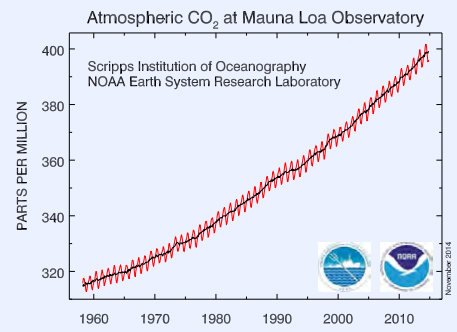 Atmospheric CO₂ at Mauna Loa Observatory
Scripps Institution of Oceanography
NOAA Earth System Research Laboratory
PARTS PER MILLION
400
380
360
340
320
1960
1970
1980
1990
2000
2010
NOAA
November 2014